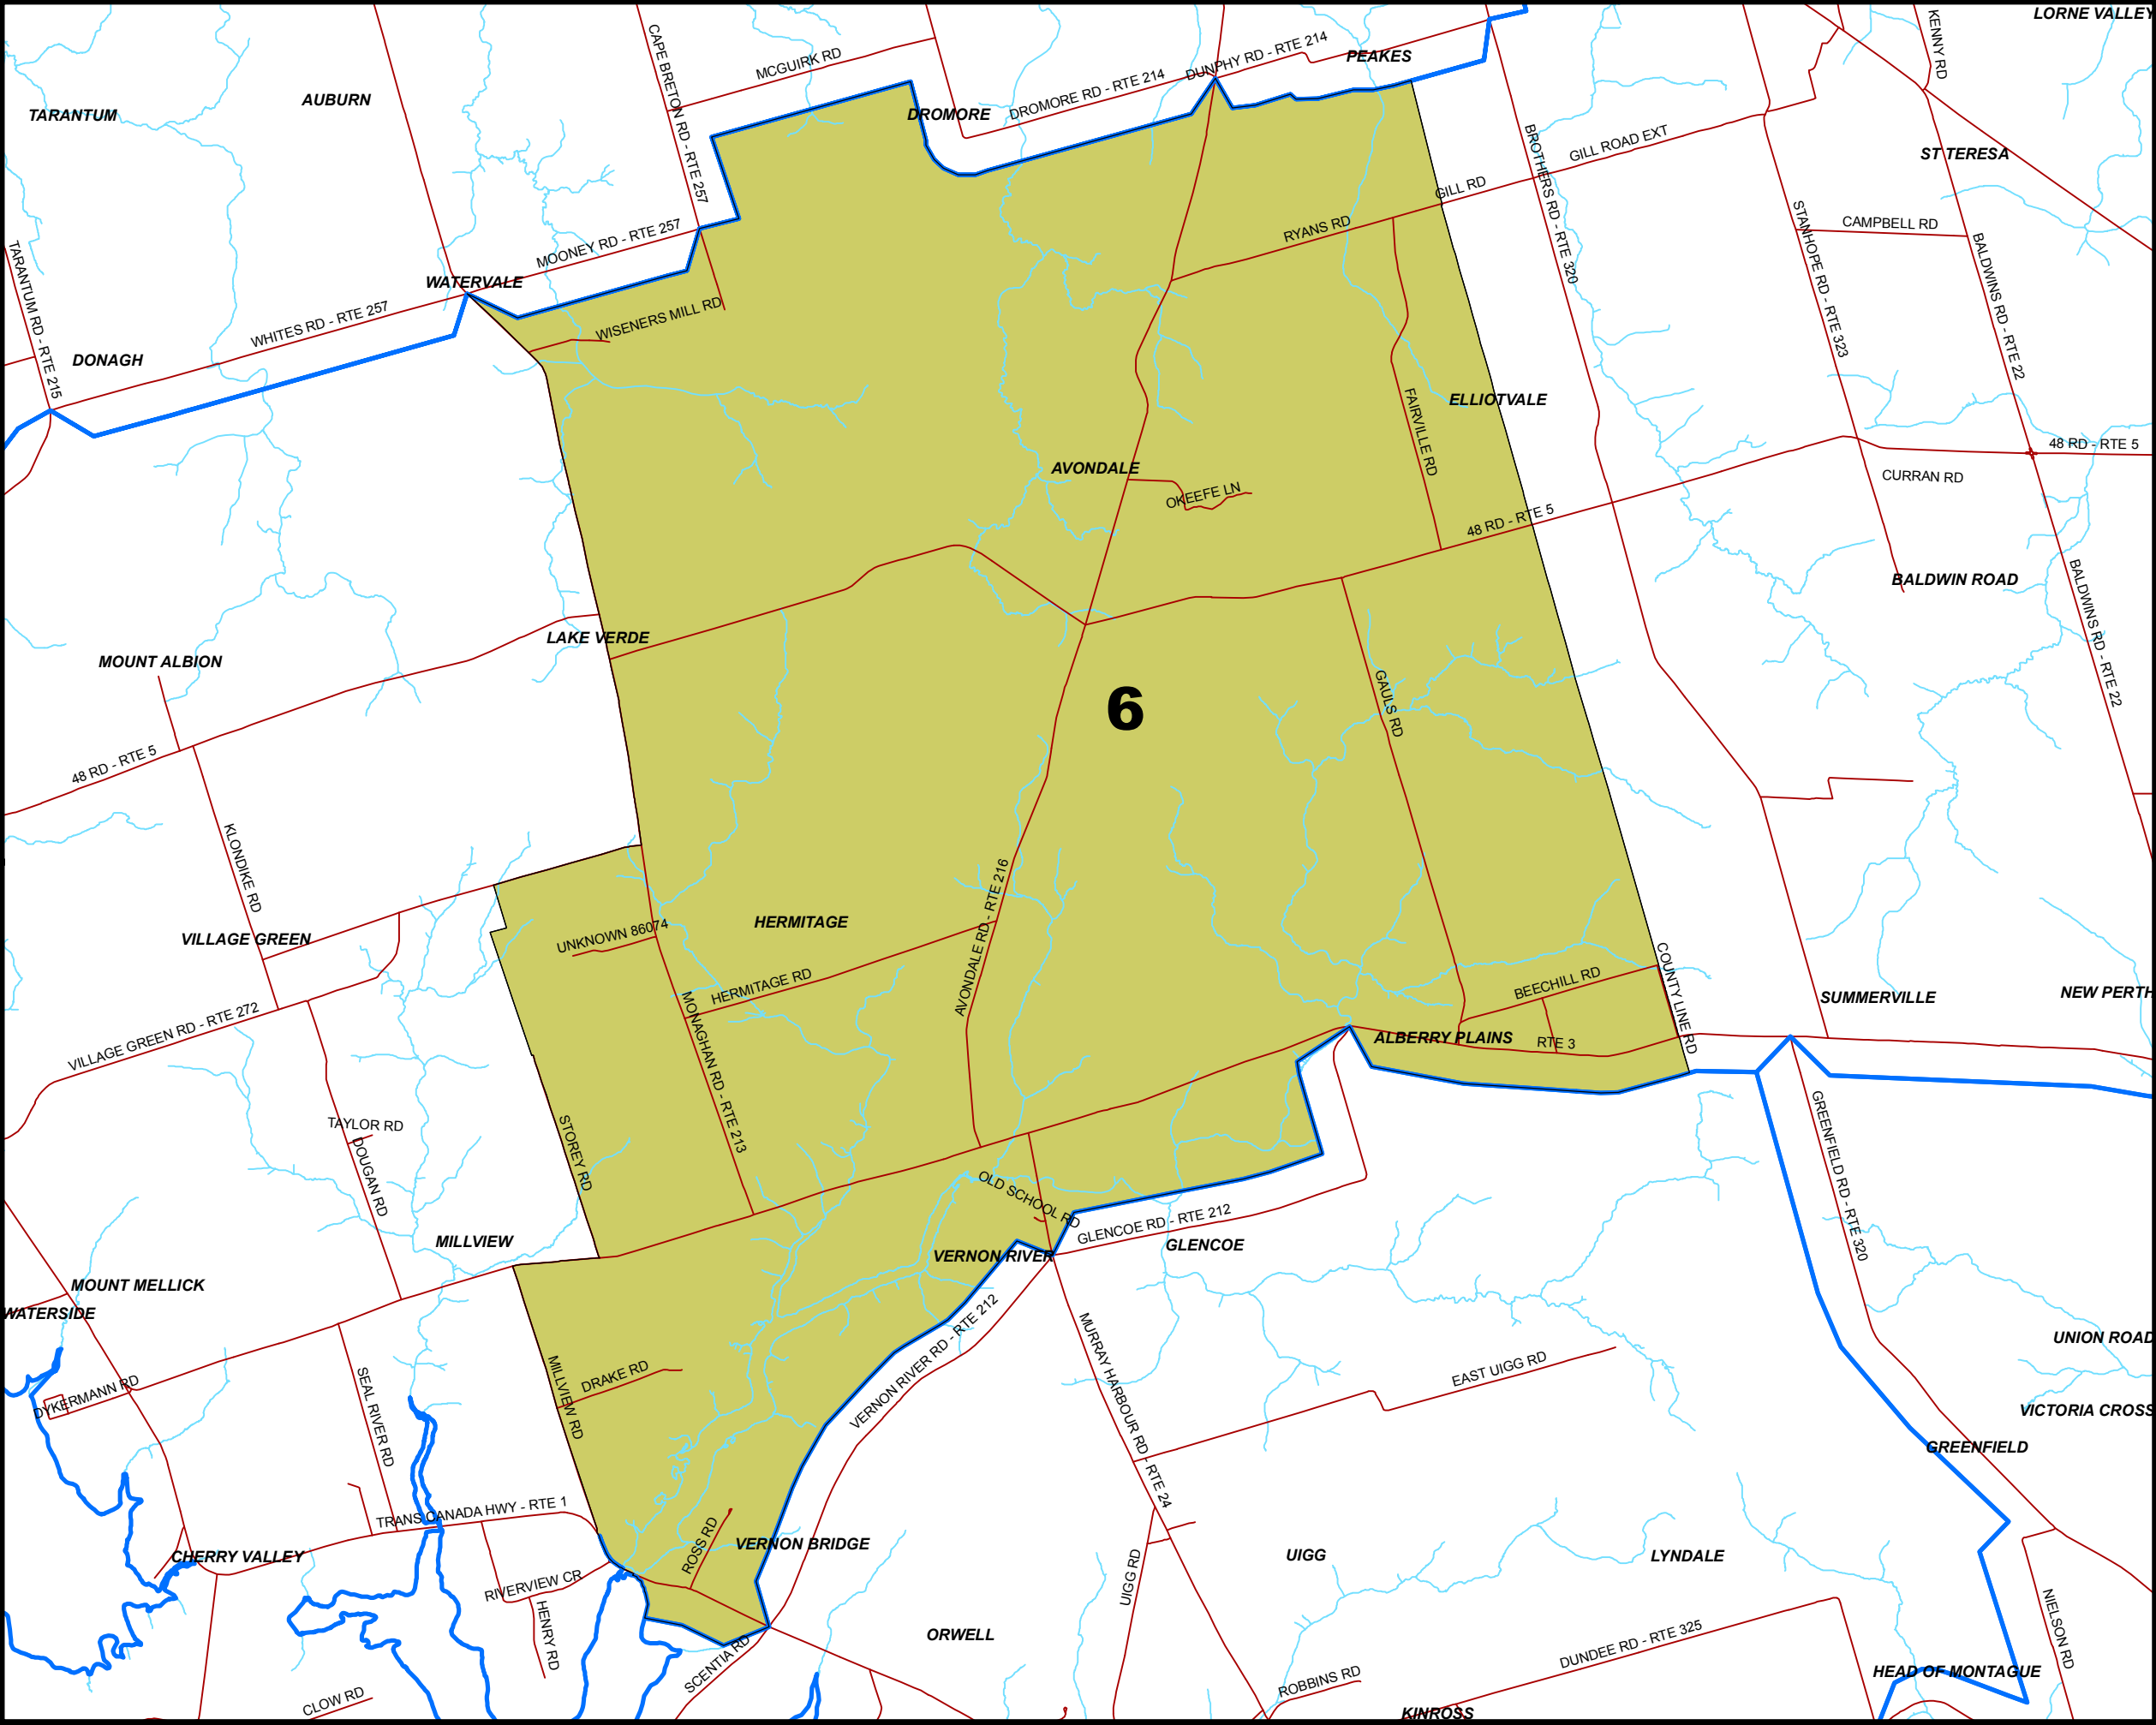 LORNE VALLEY
KENNY RD
CAPE BRETON RD - RTE 257
MCGUIRK RD
DUNPHY RD - RTE 214
PEAKES
AUBURN
TARANTUM
DROMORE
DROMORE RD - RTE 214
BROTHERS RD - RTE 320
GILL ROAD EXT
ST TERESA
GILL RD
STANHOPE RD - RTE 323
CAMPBELL RD
BALDWINS RD - RTE 22
RYANS RD
MOONEY RD - RTE 257
TARANTUM RD - RTE 215
WATERVALE
WHITES RD - RTE 257
WISENERS MILL RD
DONAGH
FAIRVILLE RD
ELLIOTVALE
48 RD - RTE 5
AVONDALE
CURRAN RD
OKEEFE LN
48 RD - RTE 5
BALDWIN ROAD
BALDWINS RD - RTE 22
LAKE VERDE
MOUNT ALBION
GAULS RD
6
48 RD - RTE 5
KLONDIKE RD
AVONDALE RD - RTE 216
HERMITAGE
UNKNOWN 86074
VILLAGE GREEN
COUNTY LINE RD
HERMITAGE RD
BEECHILL RD
SUMMERVILLE
NEW PERTH
MONAGHAN RD - RTE 213
VILLAGE GREEN RD - RTE 272
ALBERRY PLAINS
RTE 3
GREENFIELD RD - RTE 320
TAYLOR RD
STOREY RD
DOUGAN RD
OLD SCHOOL RD
GLENCOE RD - RTE 212
MILLVIEW
GLENCOE
VERNON RIVER
MOUNT MELLICK
WATERSIDE
VERNON RIVER RD - RTE 212
MURRAY HARBOUR RD - RTE 24
UNION ROAD
MILLVIEW RD
DRAKE RD
EAST UIGG RD
DYKERMANN RD
SEAL RIVER RD
VICTORIA CROSS
GREENFIELD
TRANS CANADA HWY - RTE 1
ROSS RD
VERNON BRIDGE
CHERRY VALLEY
UIGG
LYNDALE
UIGG RD
RIVERVIEW CR
HENRY RD
NIELSON RD
ORWELL
DUNDEE RD - RTE 325
SCENTIA RD
HEAD OF MONTAGUE
ROBBINS RD
CLOW RD
KINROSS